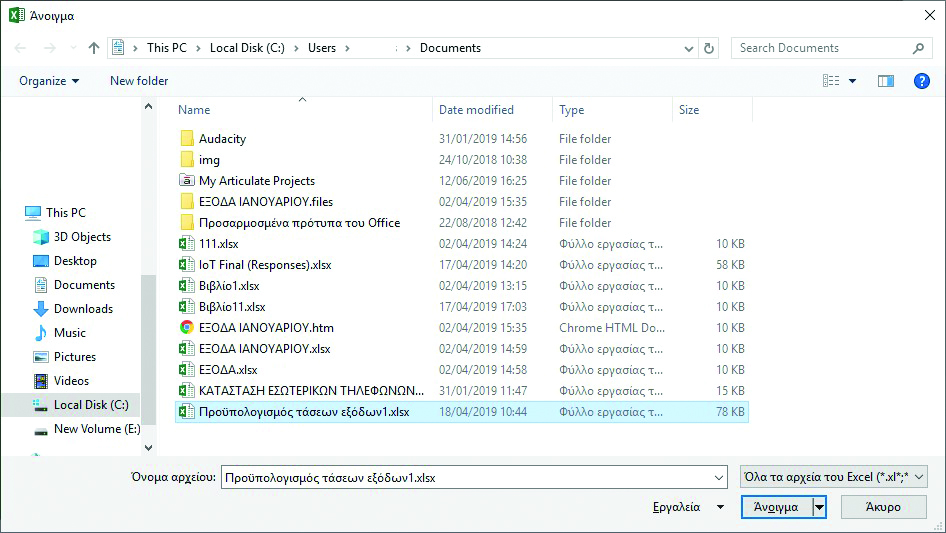 Άνοιγμα
This PC > Local Disk (C:) > Users > Documents
Search Documents
Organize New folder
Name Date modified Type Size
Audacity 31/01/2019 14:56 File folder
img 24/10/2018 10:38 File folder
My Articulate Projects 12/06/2019 16:25 File folder
ΕΞΟΔΑ ΙΑΝΟΥΑΡΙΟΥ.files 02/04/2019 15:35 File folder
Προσαρμοσμένα πρότυπα του Office 22/08/2018 12:42 File folder
111.xlsx 02/04/2019 14:24 Φύλλο εργασίας τ... 10 KB
IoT Final (Responses).xlsx 17/04/2019 14:20 Φύλλο εργασίας τ... 58 KB
Βιβλίο1.xlsx 02/04/2019 13:15 Φύλλο εργασίας τ... 10 KB
Βιβλίο11.xlsx 17/04/2019 17:03 Φύλλο εργασίας τ... 10 KB
ΕΞΟΔΑ ΙΑΝΟΥΑΡΙΟΥ.htm 02/04/2019 15:35 Chrome HTML Do... 10 KB
ΕΞΟΔΑ ΙΑΝΟΥΑΡΙΟΥ.xlsx 02/04/2019 14:59 Φύλλο εργασίας τ... 10 KB
ΕΞΟΔΑ.xlsx 02/04/2019 14:58 Φύλλο εργασίας τ... 10 KB
ΚΑΤΑΣΤΑΣΗ ΕΣΩΤΕΡΙΚΩΝ ΤΗΛΕΦΩΝΩΝ... 31/01/2019 11:47 Φύλλο εργασίας τ... 15 KB
Προϋπολογισμός τάσεων εξόδων1.xlsx 18/04/2019 10:44 Φύλλο εργασίας τ... 78 KB
This PC
3D Objects
Desktop
Documents
Downloads
Music
Pictures
Videos
Local Disk (C:)
New Volume (E:)
Όνομα αρχείου: Προϋπολογισμός τάσεων εξόδων1.xlsx
Όλα τα αρχεία του Excel (*.xl*;*
Εργαλεία Άνοιγμα Άκυρο